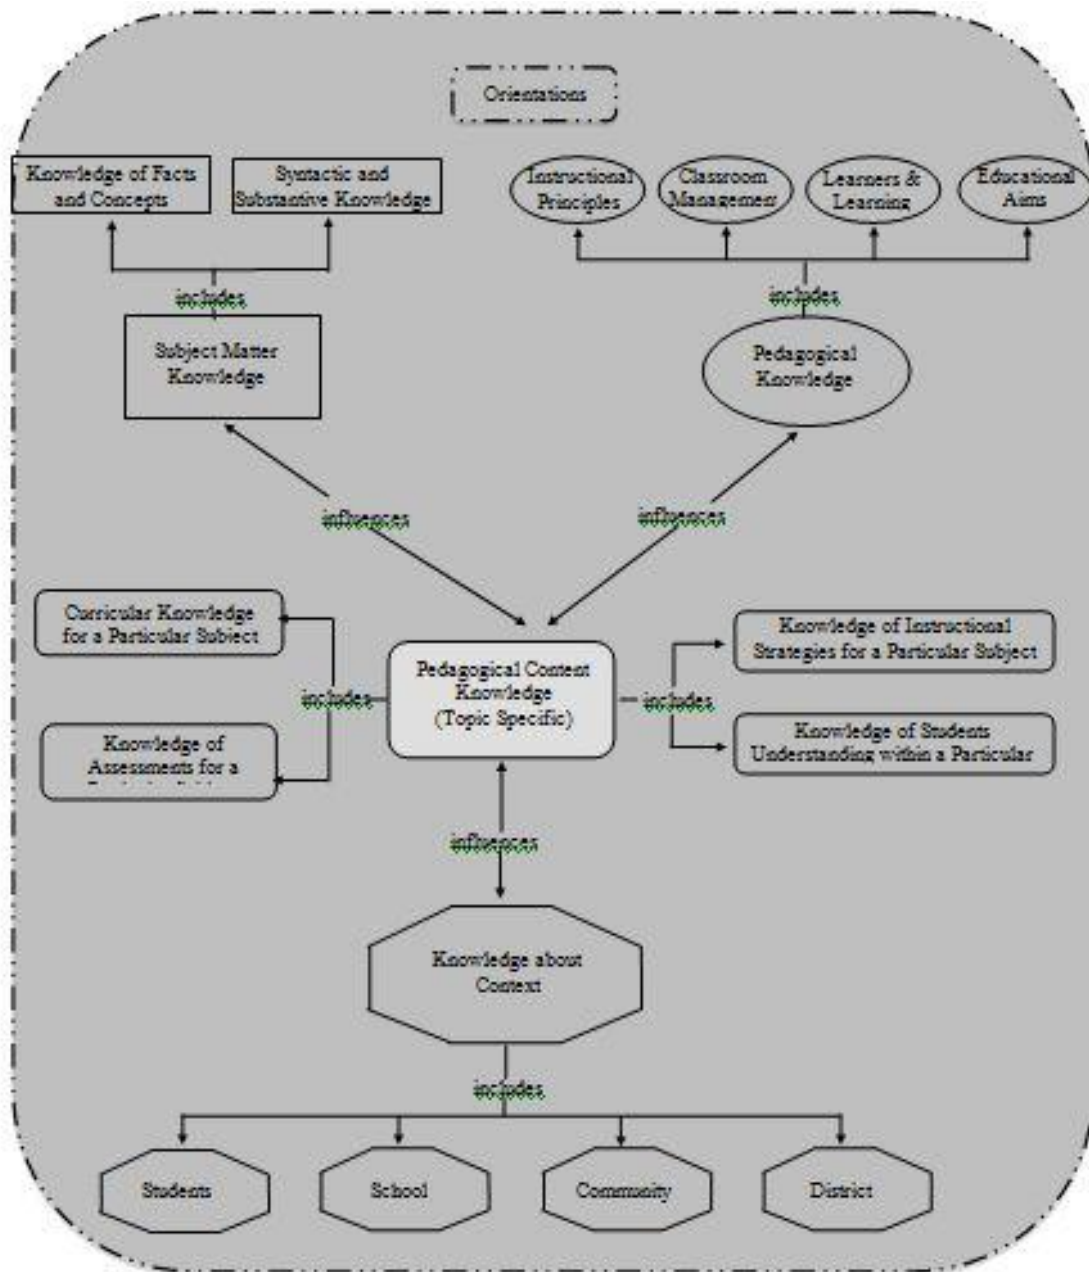 Orientations
Knowledge of Facts
and Concepts
Syntactic and
Substantive Knowledge
Instructional
Principles
Classroom
Management
Learners &
Learning
Educational
Aims
includes
includes
Subject Matter
Knowledge
Pedagogical
Knowledge
influences
influences
Curricular Knowledge
for a Particular Subject
Pedagogical Content
Knowledge
(Topic Specific)
Knowledge of Instructional
Strategies for a Particular Subject
includes
includes
Knowledge of
Assessments for a
Knowledge of Students
Understanding within a Particular
influences
Knowledge about
Context
includes
Students
School
Community
District